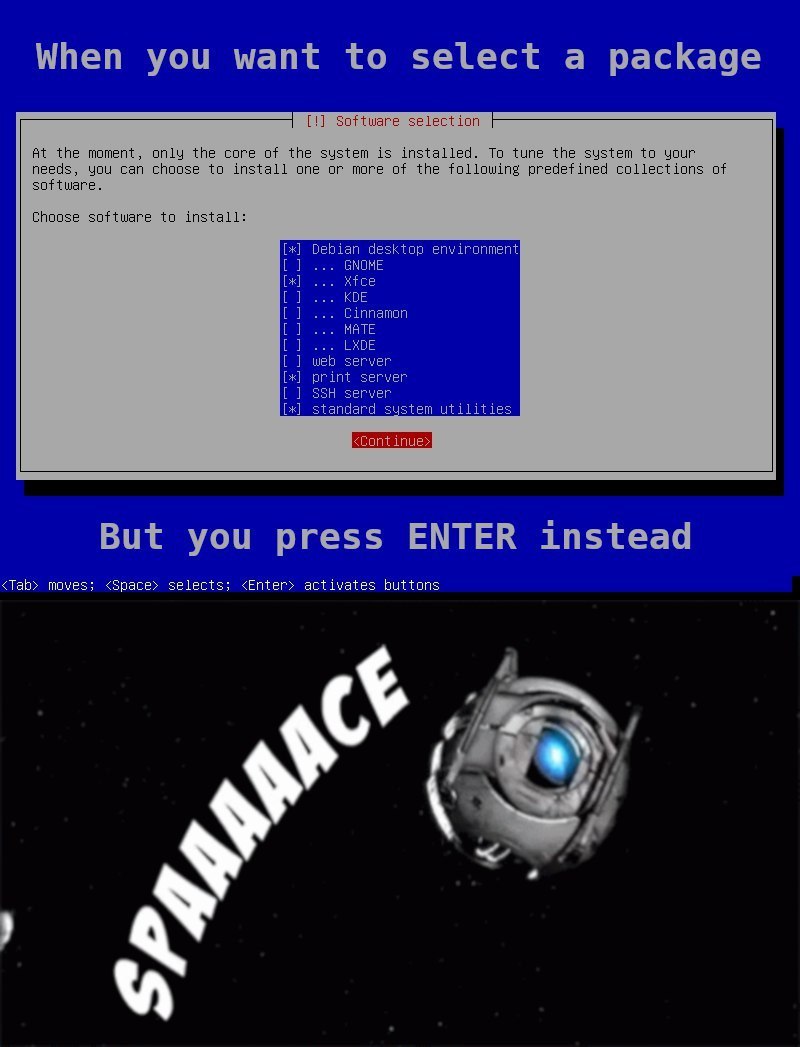 When you want to select a package
[!] Software selection
At the moment, only the core of the system is installed. To tune the system to your
needs, you can choose to install one or more of the following predefined collections of
software.
Choose software to install:
[*] Debian desktop environment
[ ] ... GNOME
[*] ... Xfce
[ ] ... KDE
[ ] ... Cinnamon
[ ] ... MATE
[ ] ... LXDE
[ ] web server
[*] print server
[ ] SSH server
[*] standard system utilities
<Continue>
But you press ENTER instead
<Tab> moves; <Space> selects; <Enter> activates buttons
SPAAAAACE